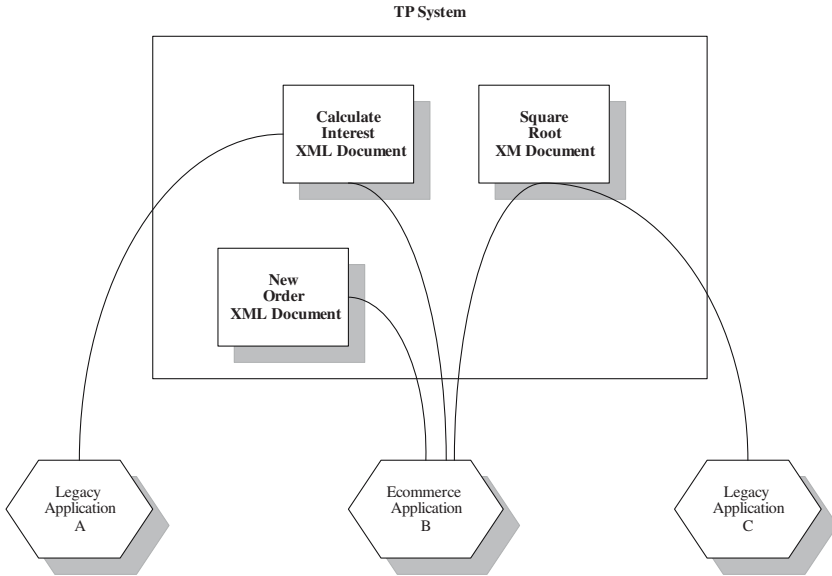 TP System
Calculate
Interest
XML Document
Square
Root
XM Document
New
Order
XML Document
Legacy
Application
A
Ecommerce
Application
B
Legacy
Application
C